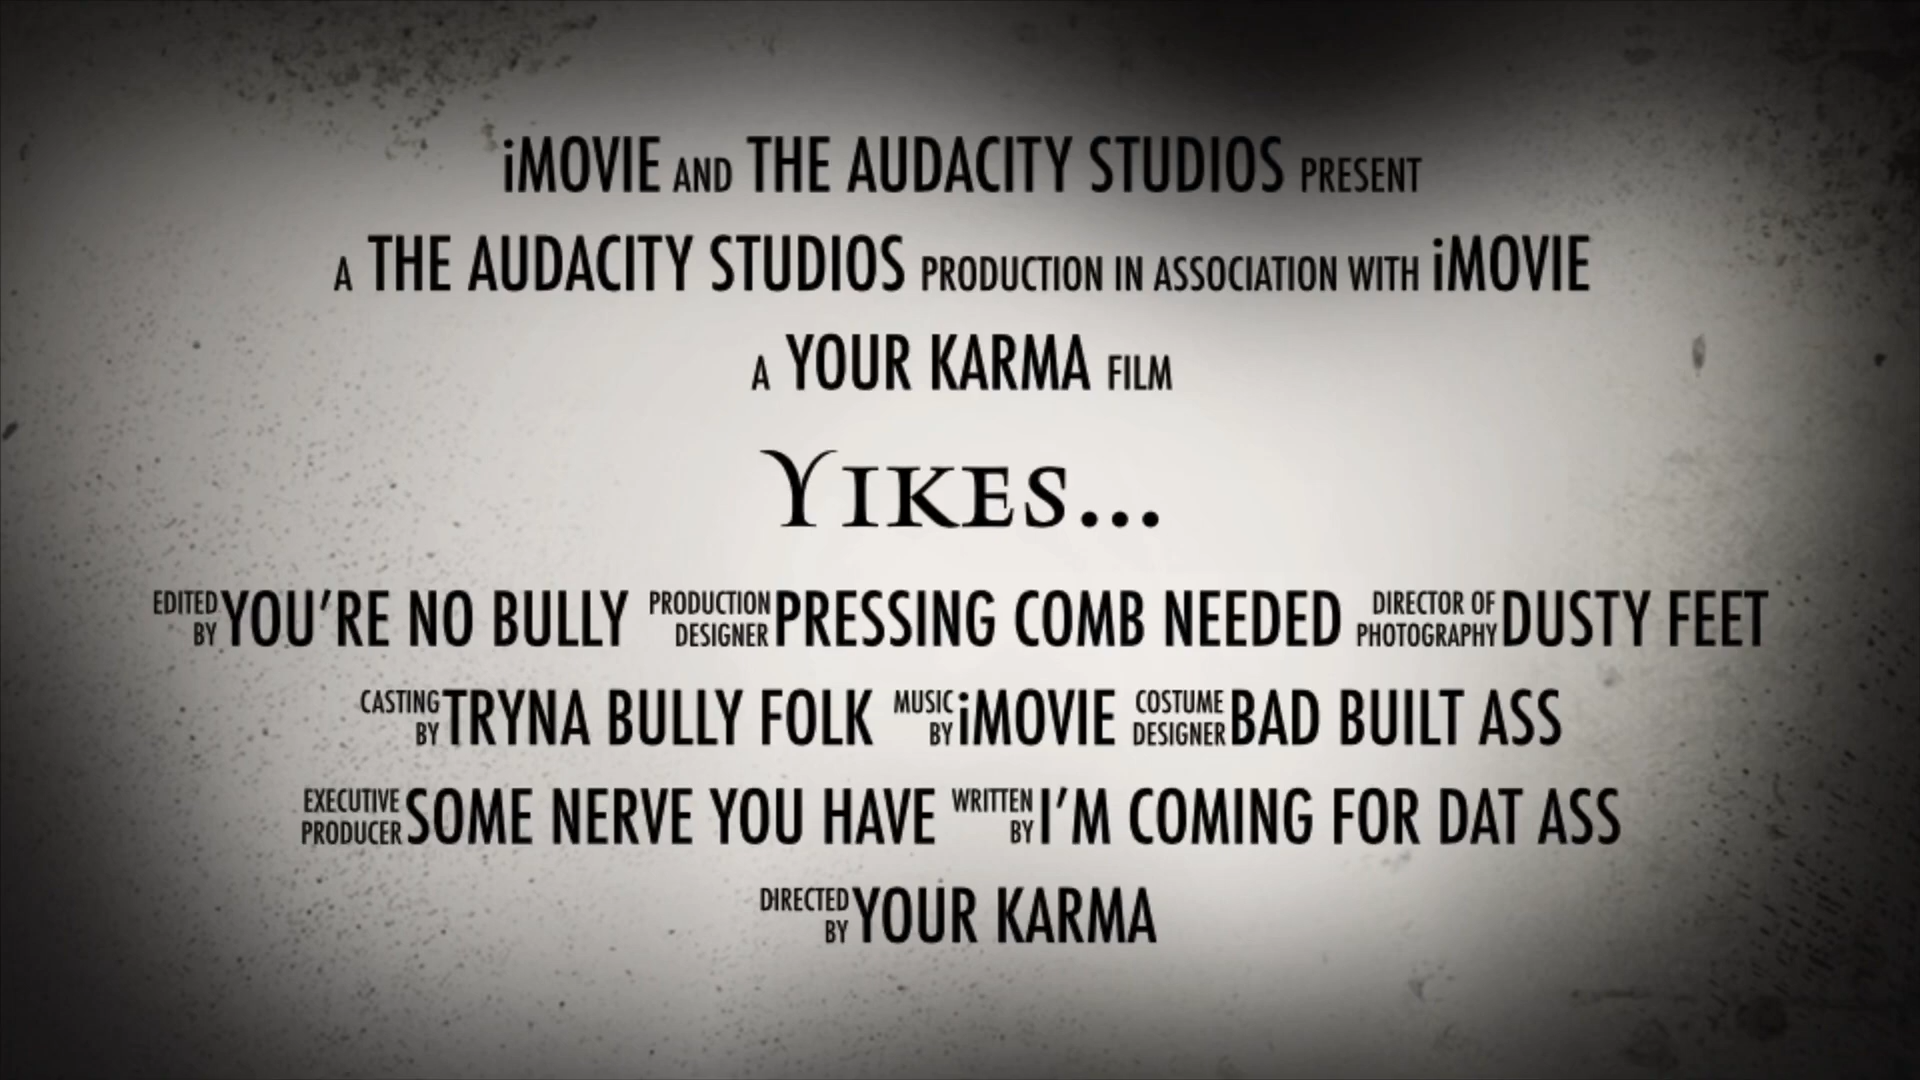 iMOVIE AND THE AUDACITY STUDIOS PRESENT
A THE AUDACITY STUDIOS PRODUCTION IN ASSOCIATION WITH iMOVIE
A YOUR KARMA FILM
YIKES...
EDITED BY YOU'RE NO BULLY PRODUCTION DESIGNER PRESSING COMB NEEDED DIRECTOR OF PHOTOGRAPHY DUSTY FEET
CASTING BY TRYNA BULLY FOLK MUSIC BY iMOVIE COSTUME DESIGNER BAD BUILT ASS
EXECUTIVE PRODUCER SOME NERVE YOU HAVE WRITTEN BY I'M COMING FOR DAT ASS
DIRECTED BY YOUR KARMA